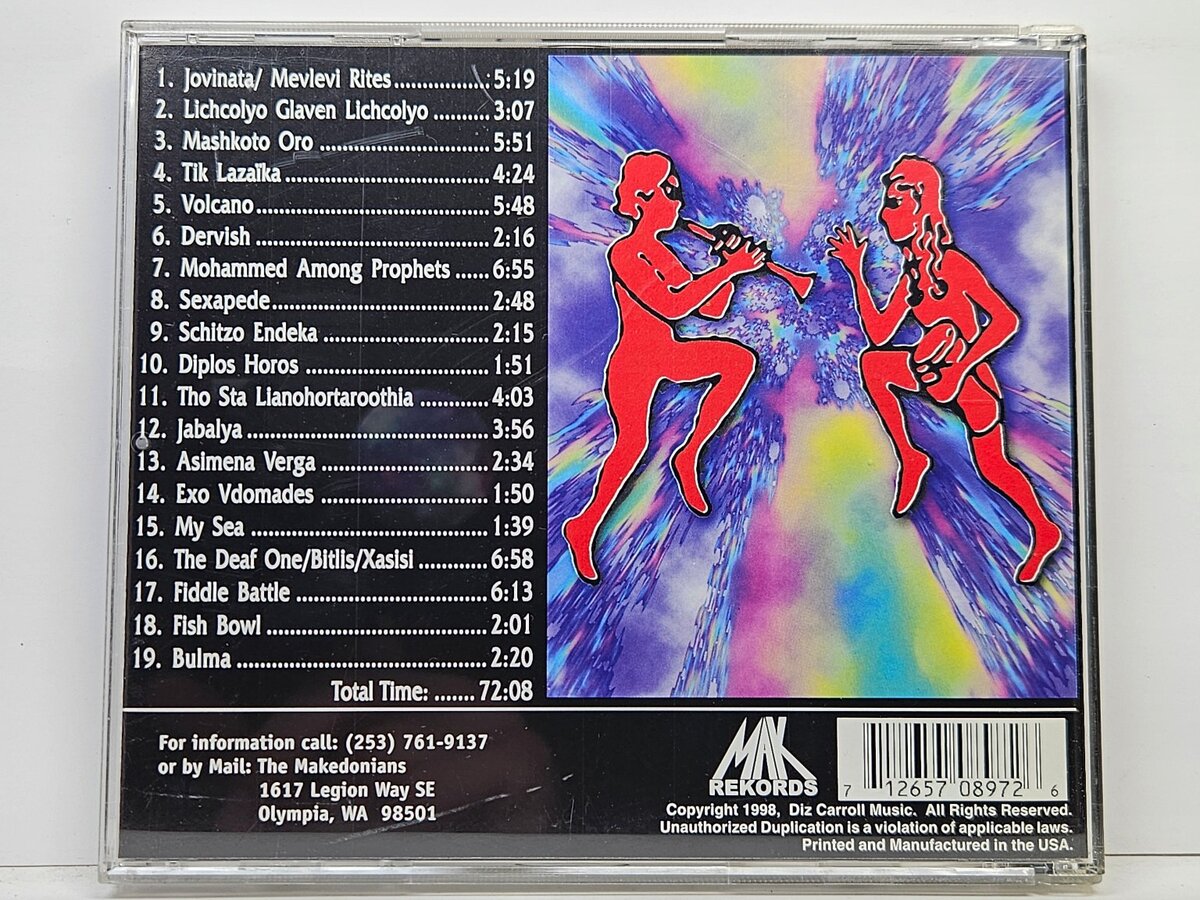 1. Jovinata/ Mevlevi Rites................5:19
2. Lichcolyo Glaven Lichcolyo ..........3:07
3. Mashkoto Oro ..............................5:51
4. Tik Lazaïka....................................4:24
5. Volcano.........................................5:48
6. Dervish .........................................2:16
7. Mohammed Among Prophets ......6:55
8. Sexapede......................................2:48
9. Schitzo Endeka .............................2:15
10. Diplos Horos ................................1:51
11. Tho Sta Lianohortaroothia ............4:03
12. Jabalya..........................................3:56
13. Asimena Verga .............................2:34
14. Exo Vdomades .............................1:50
15. My Sea .........................................1:39
16. The Deaf One/Bitlis/Xasisi ............6:58
17. Fiddle Battle .................................6:13
18. Fish Bowl ......................................2:01
19. Bulma ...........................................2:20
Total Time: .......72:08
For information call: (253) 761-9137
or by Mail: The Makedonians
1617 Legion Way SE
Olympia, WA 98501
MAK
REKORDS
7 12657 08972 6
Copyright 1998, Diz Carroll Music. All Rights Reserved.
Unauthorized Duplication is a violation of applicable laws.
Printed and Manufactured in the USA.